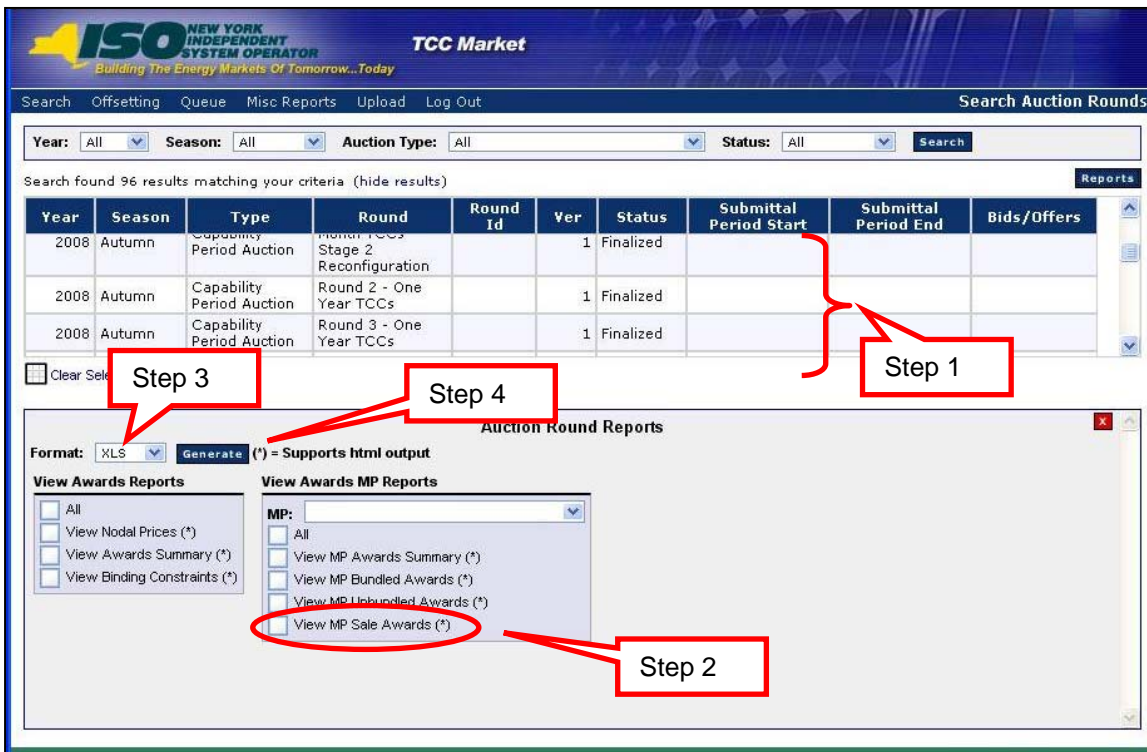 ISO NEW YORK INDEPENDENT SYSTEM OPERATOR
TCC Market
Building The Energy Markets Of Tomorrow...Today
Search Offsetting Queue Misc Reports Upload Log Out Search Auction Rounds
Year: All Season: All Auction Type: All Status: All Search
Search found 96 results matching your criteria (hide results) Reports
Year Season Type Round Round Id Ver Status Submittal Period Start Submittal Period End Bids/Offers
2008 Autumn Capability Period Auction Month TCCs Stage 2 Reconfiguration 1 Finalized
2008 Autumn Capability Period Auction Round 2 - One Year TCCs 1 Finalized
2008 Autumn Capability Period Auction Round 3 - One Year TCCs 1 Finalized
Step 1
Clear Sele
Step 3
Step 4
Auction Round Reports
X
Format: XLS Generate (*) = Supports html output
View Awards Reports
All
View Nodal Prices (*)
View Awards Summary (*)
View Binding Constraints (*)
View Awards MP Reports
MP:
All
View MP Awards Summary (*)
View MP Bundled Awards (*)
View MP Unbundled Awards (*)
View MP Sale Awards (*)
Step 2